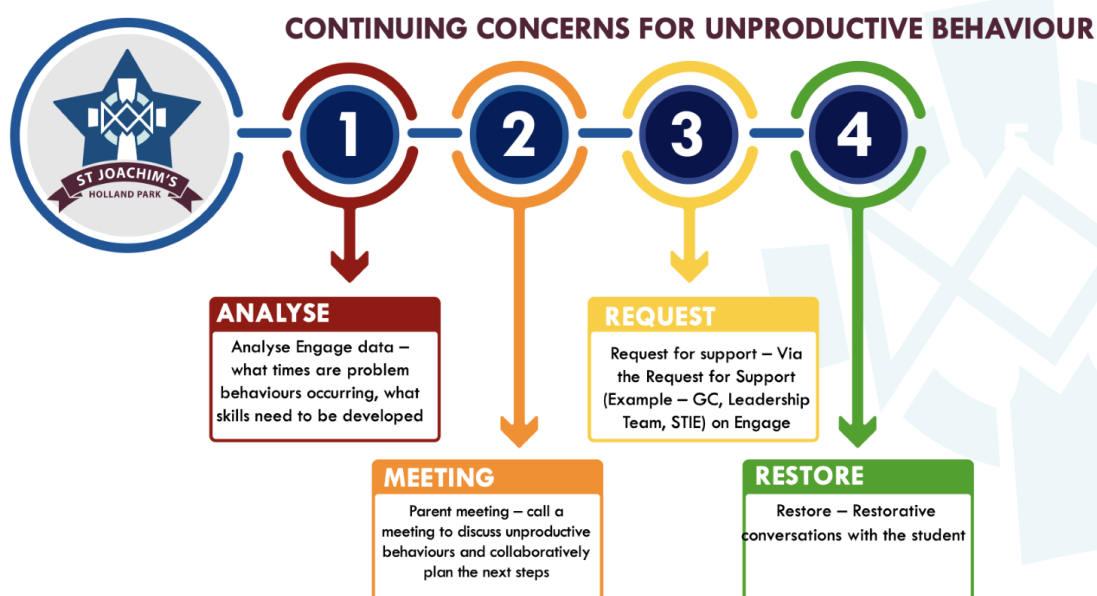 CONTINUING CONCERNS FOR UNPRODUCTIVE BEHAVIOUR
ST JOACHIM'S
HOLLAND PARK
1
2
3
4
ANALYSE
Analyse Engage data –
what times are problem
behaviours occurring, what
skills need to be developed
MEETING
Parent meeting – call a
meeting to discuss unproductive
behaviours and collaboratively
plan the next steps
REQUEST
Request for support – Via
the Request for Support
(Example – GC, Leadership
Team, STIE) on Engage
RESTORE
Restore – Restorative
conversations with the student